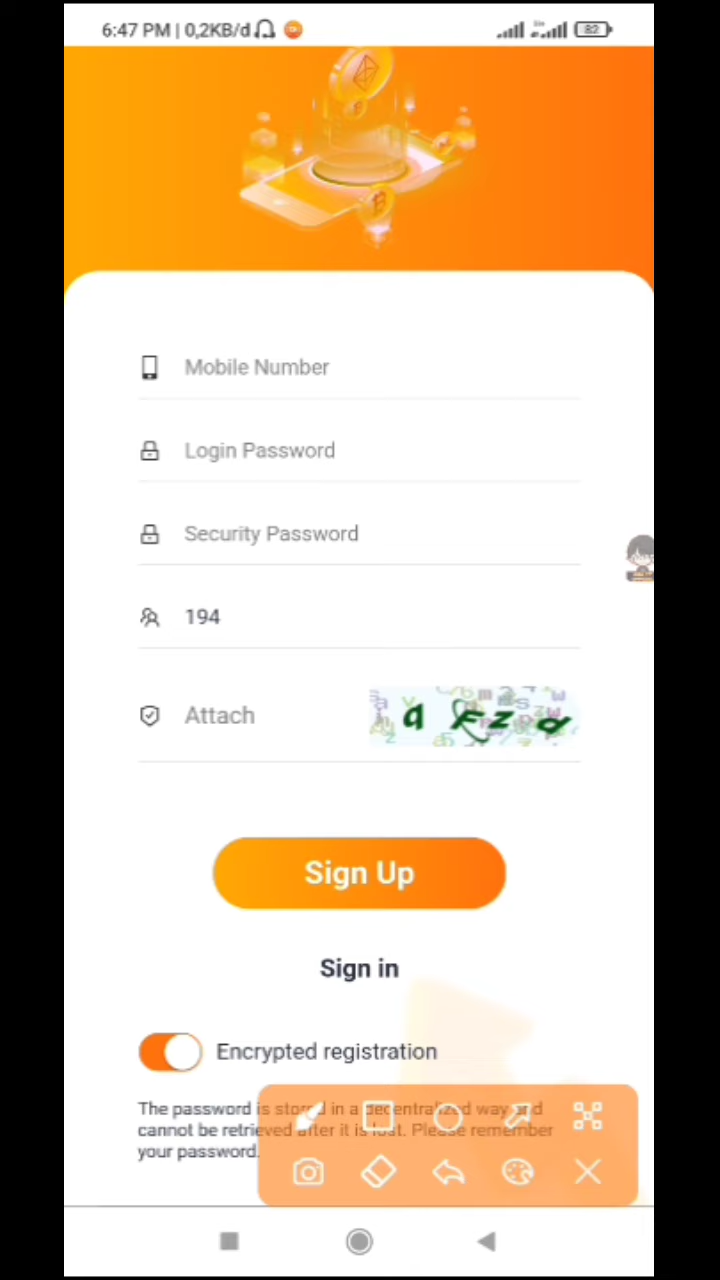 6:47 PM | 0,2KB/d
82
Mobile Number
Login Password
Security Password
194
Attach
a F z d
Sign Up
Sign in
Encrypted registration
The password is stored in a decentralized way and
cannot be retrieved after it is lost. Please remember
your password.